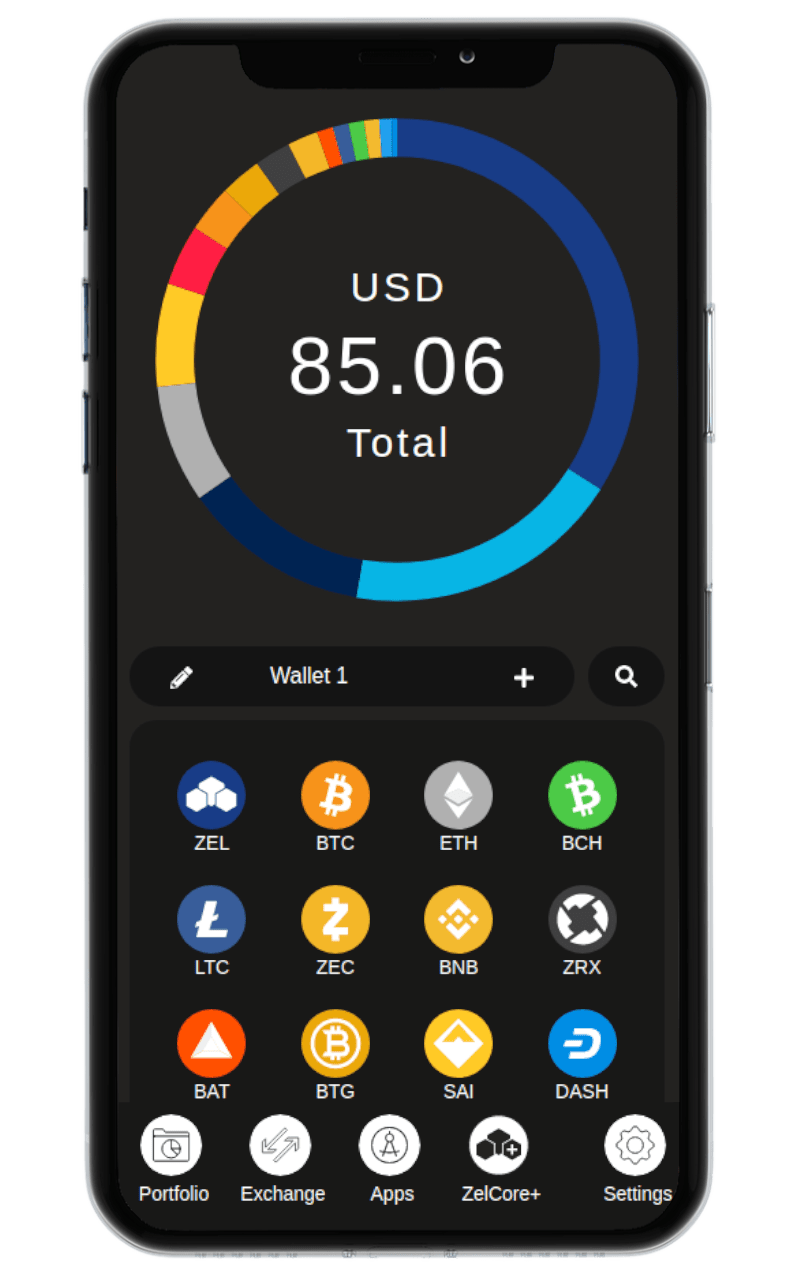 USD
85.06
Total
Wallet 1
ZEL BTC ETH BCH
LTC ZEC BNB ZRX
BAT BTG SAI DASH
Portfolio Exchange Apps ZelCore+ Settings